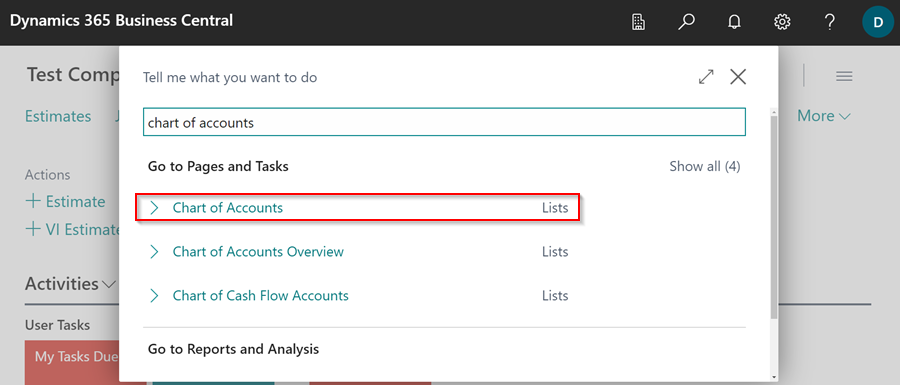 Dynamics 365 Business Central
?
D
Test Comp
Tell me what you want to do
Estimates
More
chart of accounts
Go to Pages and Tasks
Show all (4)
Actions
+ Estimate
Chart of Accounts
Lists
+ VI Estimate
Chart of Accounts Overview
Lists
Activities
Chart of Cash Flow Accounts
Lists
User Tasks
Go to Reports and Analysis
My Tasks Due